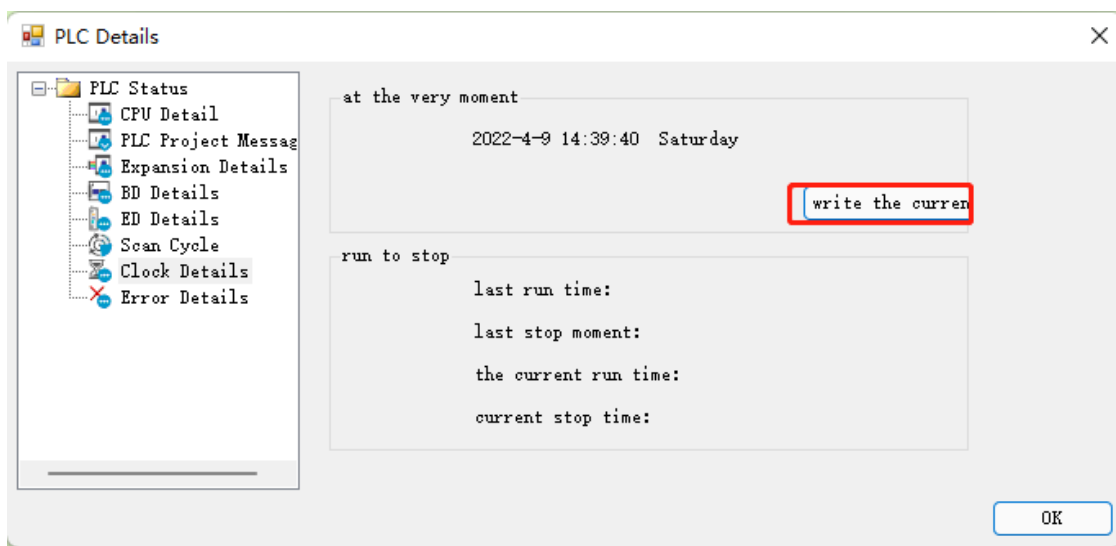 PLC Details
PLC Status
CPU Detail
PLC Project Messag
Expansion Details
BD Details
ED Details
Scan Cycle
Clock Details
Error Details
at the very moment
2022-4-9 14:39:40 Saturday
write the curren
run to stop
last run time:
last stop moment:
the current run time:
current stop time:
OK